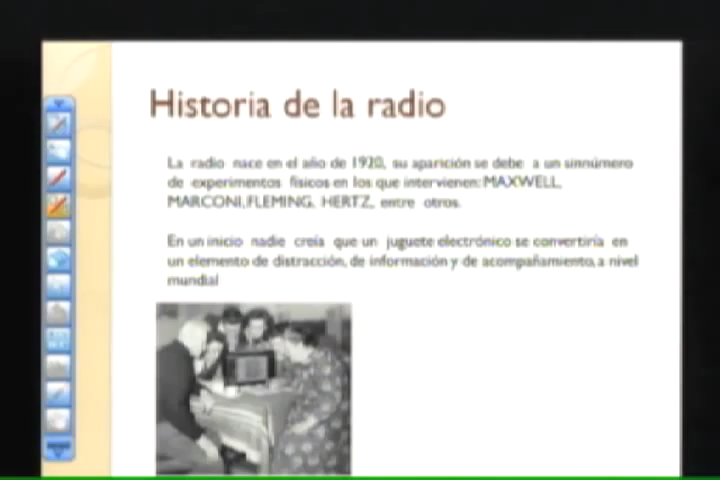 Historia de la radio
La radio nace en el año de 1920, su aparición se debe a un sinnúmero
de experimentos físicos en los que intervienen: MAXWELL,
MARCONI, FLEMING, HERTZ, entre otros.
En un inicio nadie creía que un juguete electrónico se convertiría en
un elemento de distracción, de información y de acompañamiento, a nivel
mundial